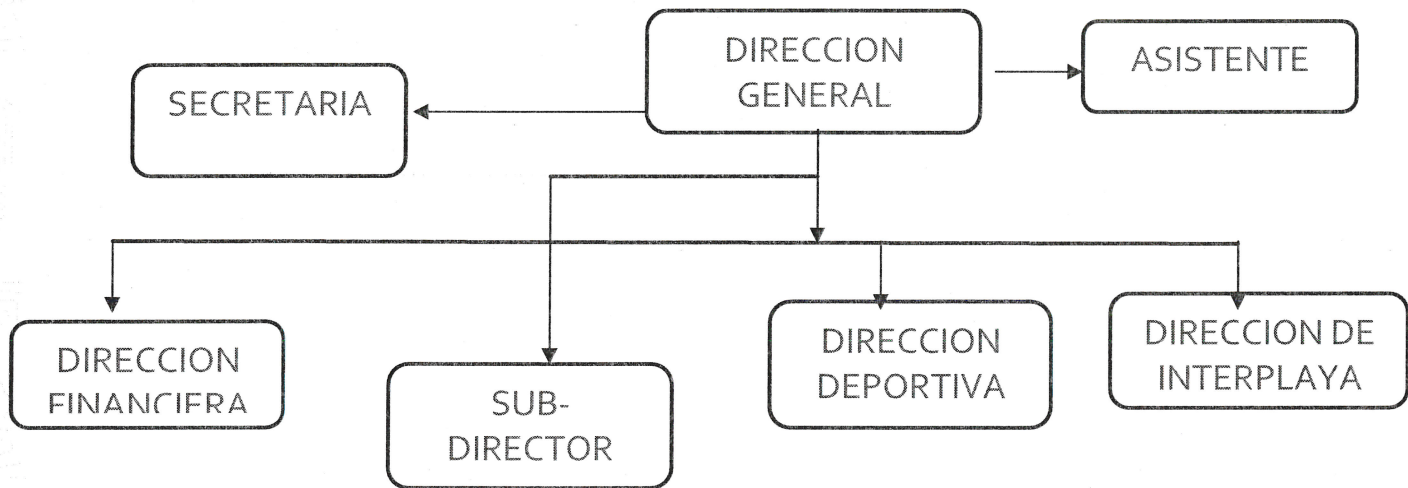 DIRECCION
GENERAL
ASISTENTE
SECRETARIA
DIRECCION
FINANCIERA
SUB-
DIRECTOR
DIRECCION
DEPORTIVA
DIRECCION DE
INTERPLAYA